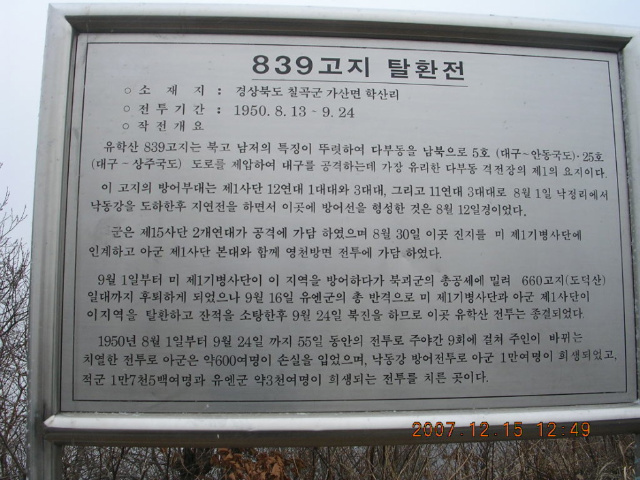 839고지 탈환전
○ 소 재 지 : 경상북도 칠곡군 가산면 학산리
○ 전투기간 : 1950.8.13 - 9.24
○ 작전개요
유학산 839고지는 북고 남저의 특징이 뚜렷하여 다부동을 남북으로 5호 (대구~안동국도)·25호
(대구 - 상주국도) 도로를 제압하여 대구를 공격하는데 가장 유리한 다부동 격전장의 제1의 요지이다.
이 고지의 방어부대는 제1사단 12연대 1대대와 3대대, 그리고 11연대 3대대로 8월 1일 낙정리에서
낙동강을 도하한후 지연전을 하면서 이곳에 방어선을 형성한 것은 8월 12일경이었다.
군은 제15사단 2개연대가 공격에 가담 하였으며 8월 30일 이곳 진지를 미 제1기병사단에
인계하고 아군 제1사단 본대와 함께 영천방면 전투에 가담 하였다.
9월 1일부터 미 제1기병사단이 이 지역을 방어하다가 북괴군의 총공세에 밀려 660고지(도덕산)
일대까지 후퇴하게 되었으나 9월 16일 유엔군의 총 반격으로 미 제1기병사단과 아군 제1사단이
이지역을 탈환하고 잔적을 소탕한후 9월 24일 북진을 하므로 이곳 유학산 전투는 종결되었다.
1950년 8월 1일부터 9월 24일 까지 55일 동안의 전투로 주야간 9회에 걸쳐 주인이 바뀌는
치열한 전투로 아군은 약600여명이 손실을 입었으며, 낙동강 방어전투로 아군 1만여명이 희생되었고,
적군 1만7천5백여명과 유엔군 약3천여명이 희생되는 전투를 치른 곳이다.
2007.12.15 12:49